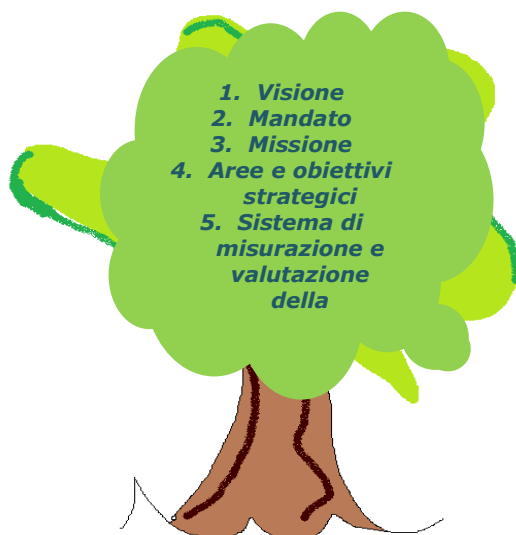 1. Visione
2. Mandato
3. Missione
4. Aree e obiettivi
strategici
5. Sistema di
misurazione e
valutazione
della